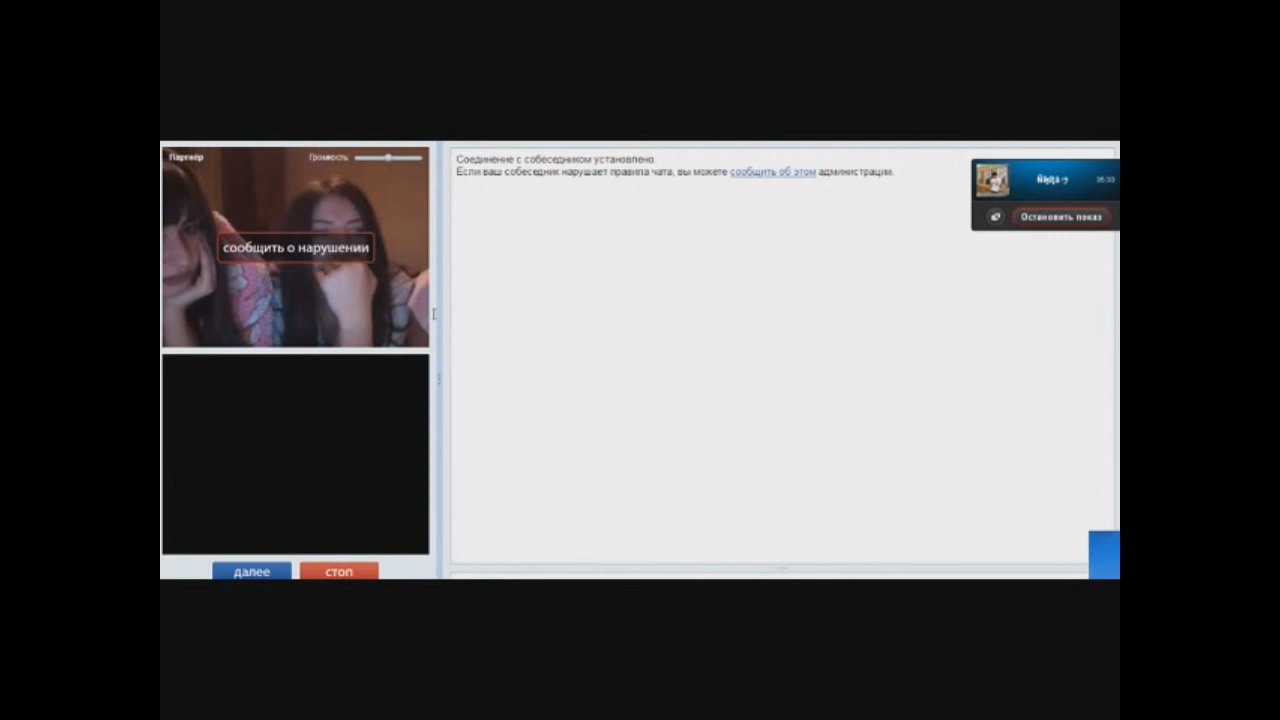 Партнёр
Громкость
сообщить о нарушении
Соединение с собеседником установлено.
Если ваш собеседник нарушает правила чата, вы можете сообщить об этом администрации.
Остановить показ
далее
стоп